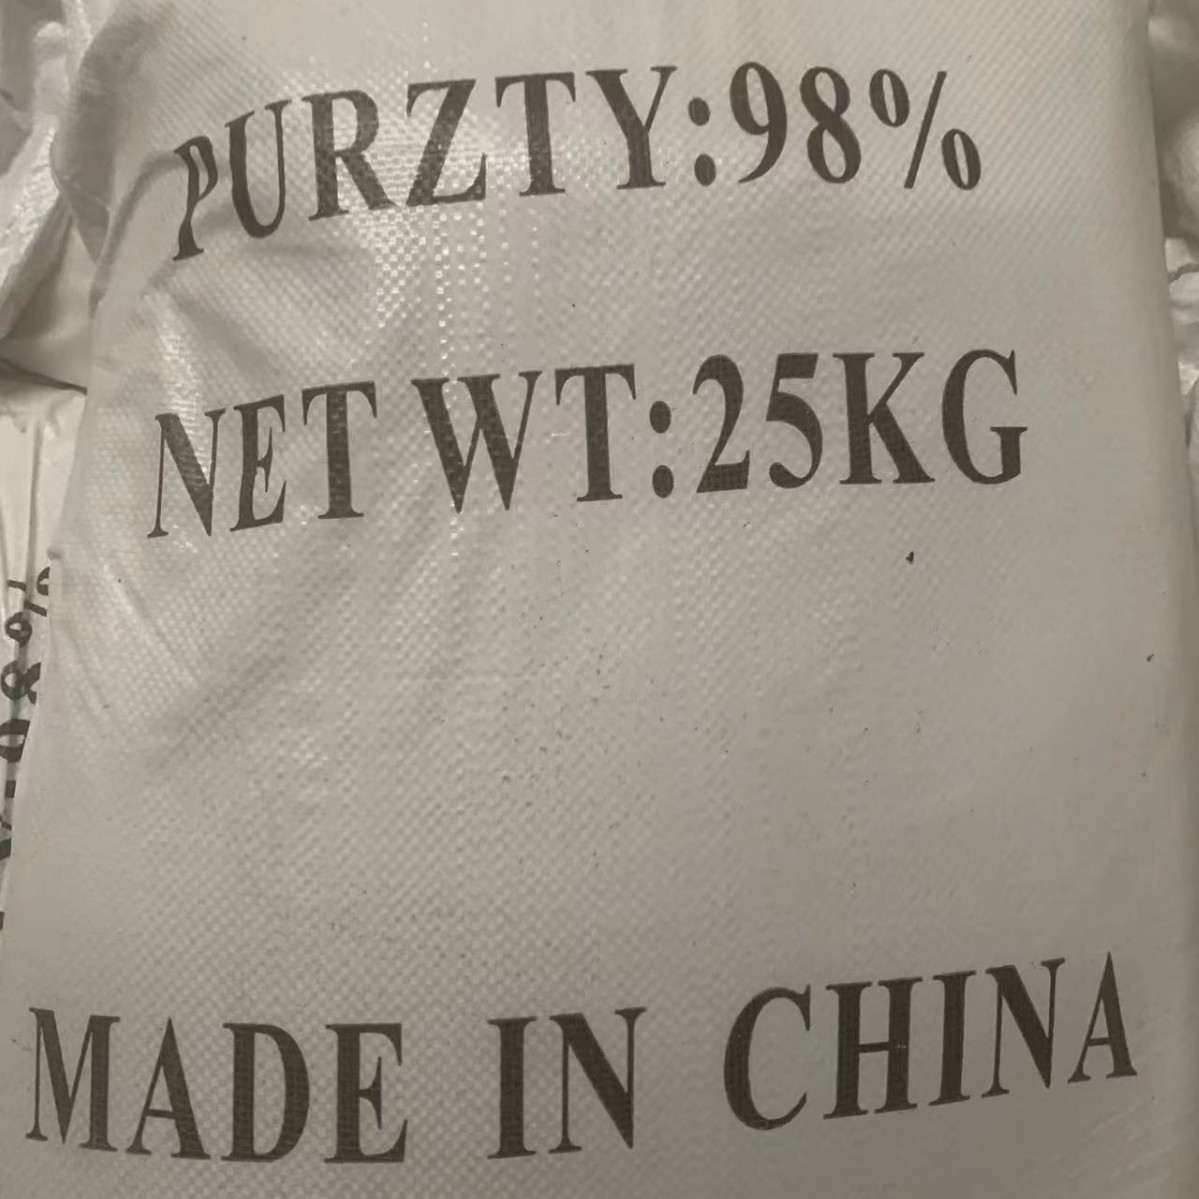 PURZTY:98%
NET WT:25KG
MADE IN CHINA